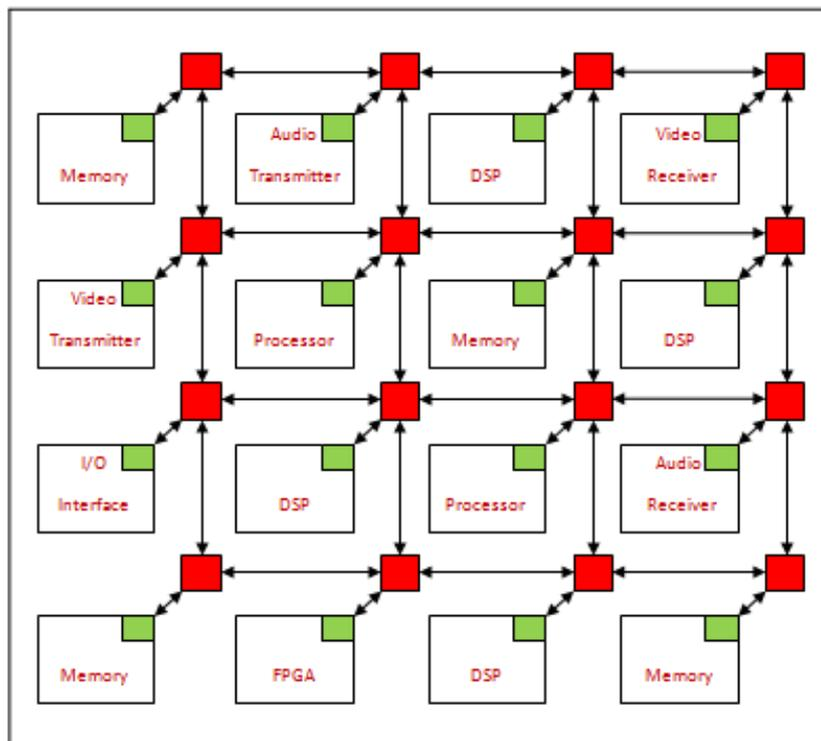 Memory
Audio
Transmitter
DSP
Video
Receiver
Video
Transmitter
Processor
Memory
DSP
I/O
Interface
DSP
Processor
Audio
Receiver
Memory
FPGA
DSP
Memory